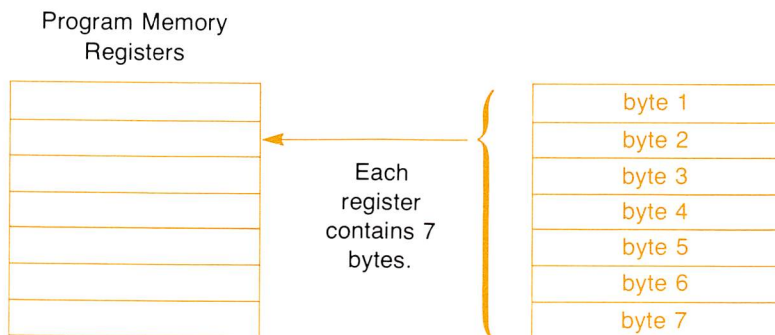 Program Memory
Registers
Each
register
contains 7
bytes.
byte 1
byte 2
byte 3
byte 4
byte 5
byte 6
byte 7